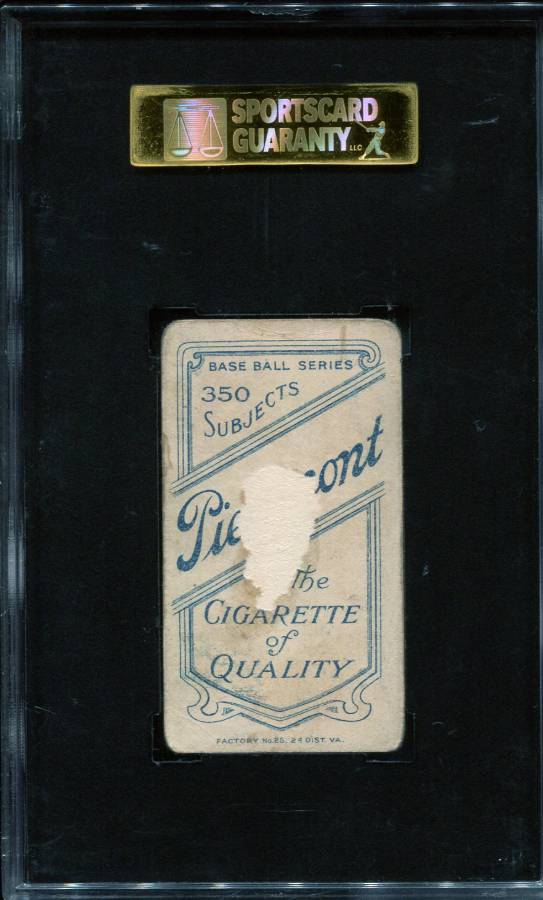 SPORTSCARD
GUARANTY LLC
BASE BALL SERIES
350
SUBJECTS
The
CIGARETTE
of
QUALITY
FACTORY No. 25, 2d DIST. VA.